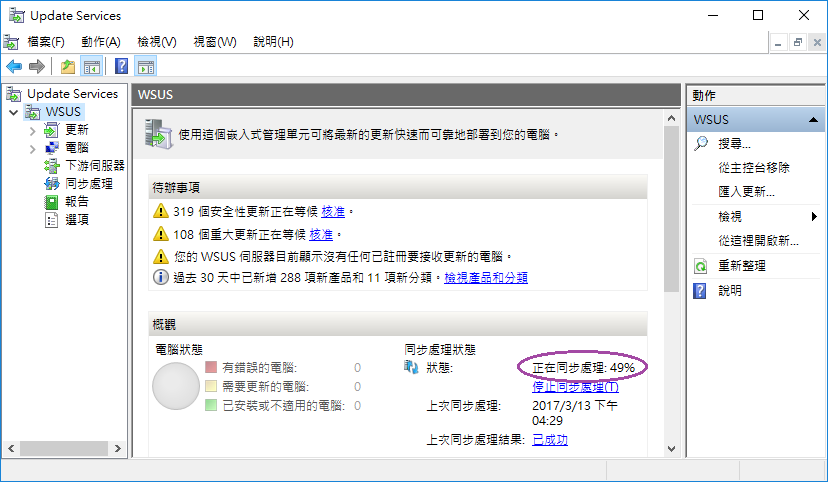 Update Services
檔案(F) 動作(A) 檢視(V) 視窗(W) 說明(H)
Update Services
WSUS
更新
電腦
下游伺服器
同步處理
報告
選項
WSUS
使用這個嵌入式管理單元可將最新的更新快速而可靠地部署到您的電腦。
待辦事項
319 個安全性更新正在等候 核准。
108 個重大更新正在等候 核准。
您的 WSUS 伺服器目前顯示沒有任何已註冊要接收更新的電腦。
過去 30 天中已新增 288 項新產品和 11 項新分類。檢視產品和分類
概觀
電腦狀態
有錯誤的電腦: 0
需要更新的電腦: 0
已安裝或不適用的電腦: 0
同步處理狀態
狀態: 正在同步處理: 49%
停止同步處理(T)
上次同步處理: 2017/3/13 下午
04:29
上次同步處理結果: 已成功
動作
WSUS
搜尋...
從主控台移除
匯入更新...
檢視
從這裡開啟新...
重新整理
說明